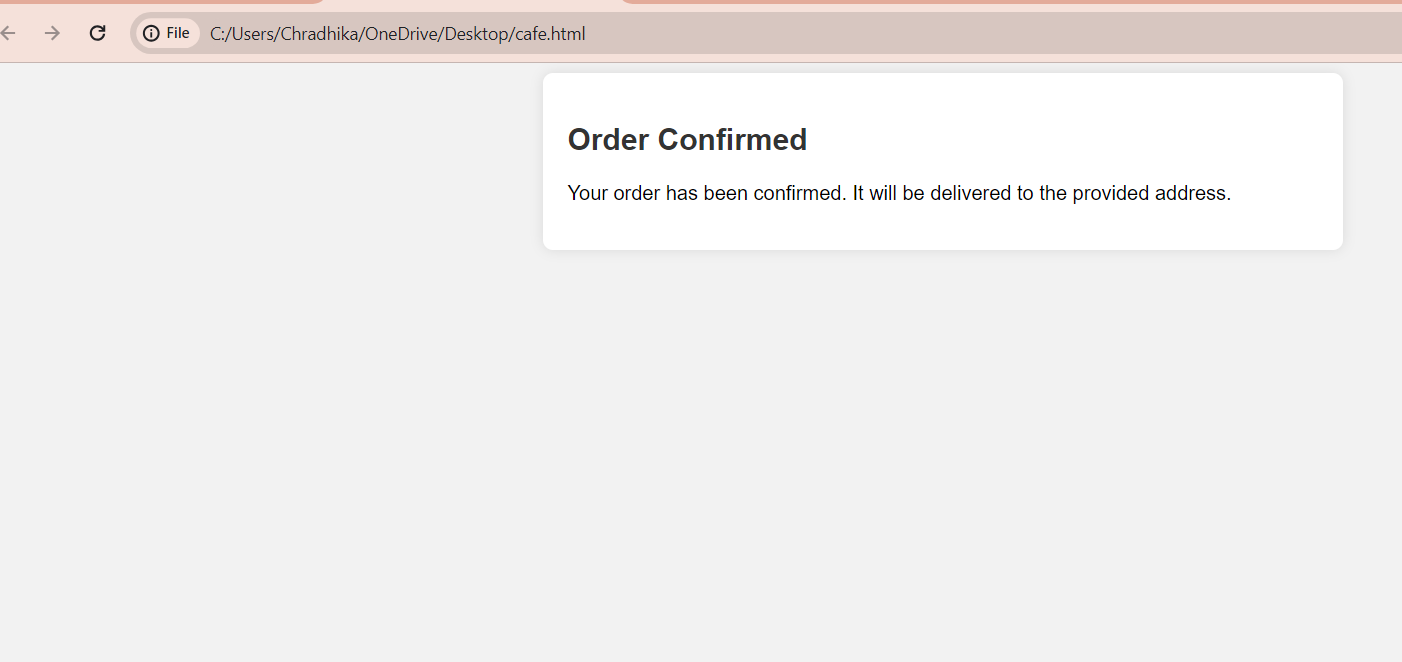 File C:/Users/Chradhika/OneDrive/Desktop/cafe.html
Order Confirmed
Your order has been confirmed. It will be delivered to the provided address.